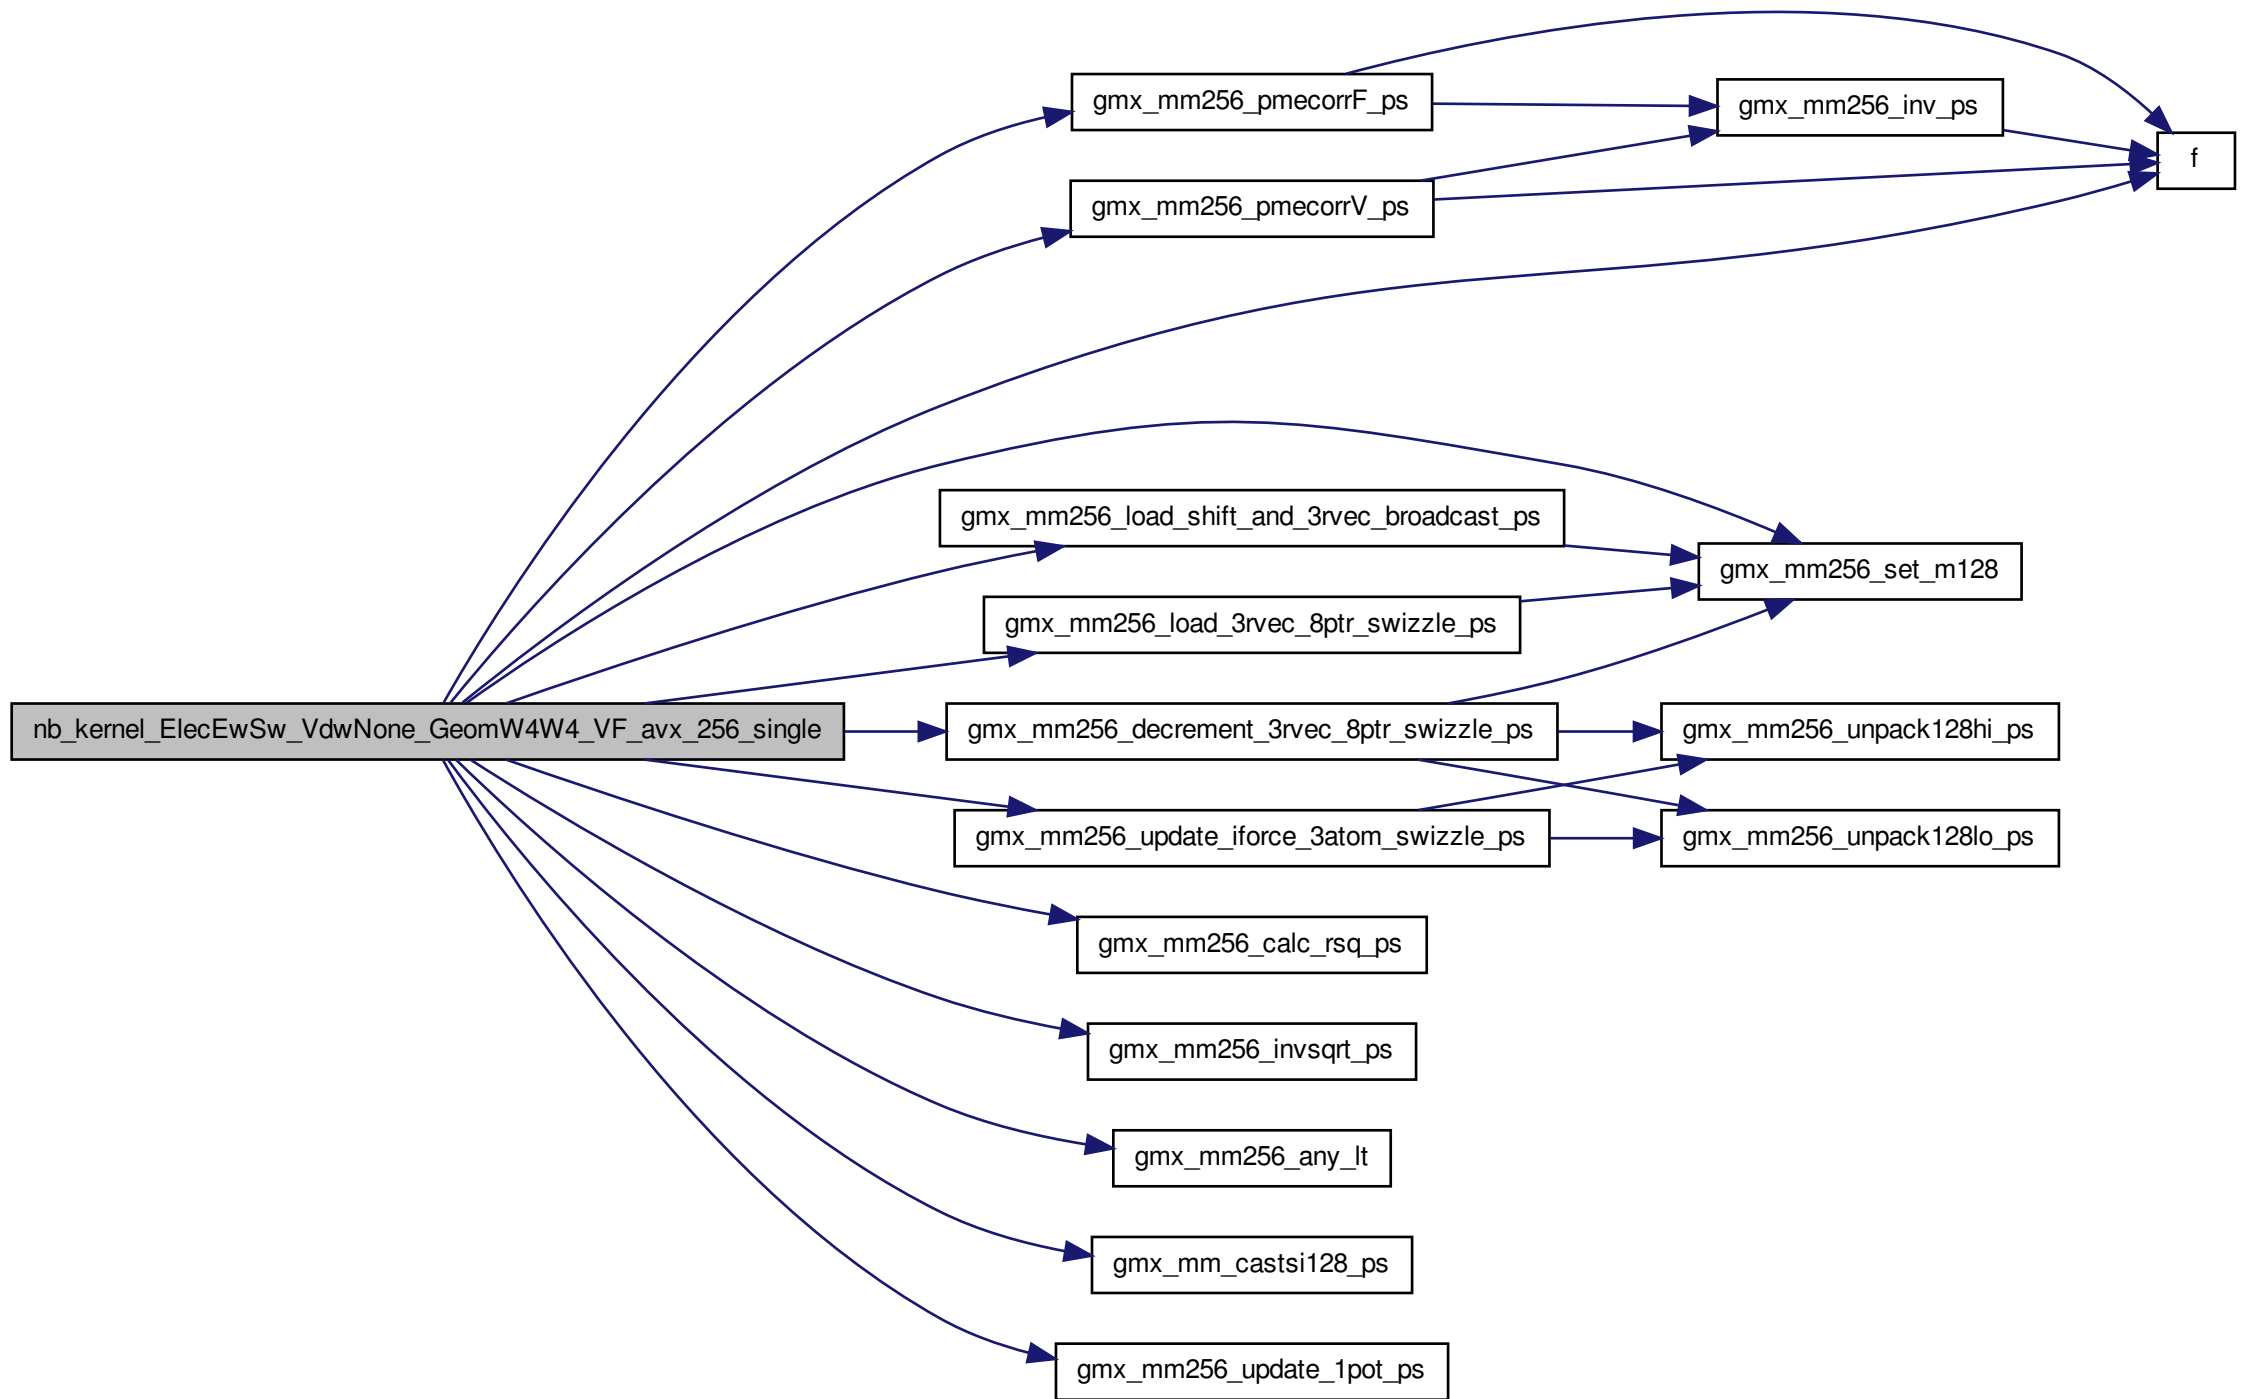 gmx_mm256_pmecorrF_ps
gmx_mm256_inv_ps
f
gmx_mm256_pmecorrV_ps
gmx_mm256_load_shift_and_3rvec_broadcast_ps
gmx_mm256_set_m128
gmx_mm256_load_3rvec_8ptr_swizzle_ps
nb_kernel_ElecEwSw_VdwNone_GeomW4W4_VF_avx_256_single
gmx_mm256_decrement_3rvec_8ptr_swizzle_ps
gmx_mm256_unpack128hi_ps
gmx_mm256_update_iforce_3atom_swizzle_ps
gmx_mm256_unpack128lo_ps
gmx_mm256_calc_rsq_ps
gmx_mm256_invsqrt_ps
gmx_mm256_any_lt
gmx_mm_castsi128_ps
gmx_mm256_update_1pot_ps